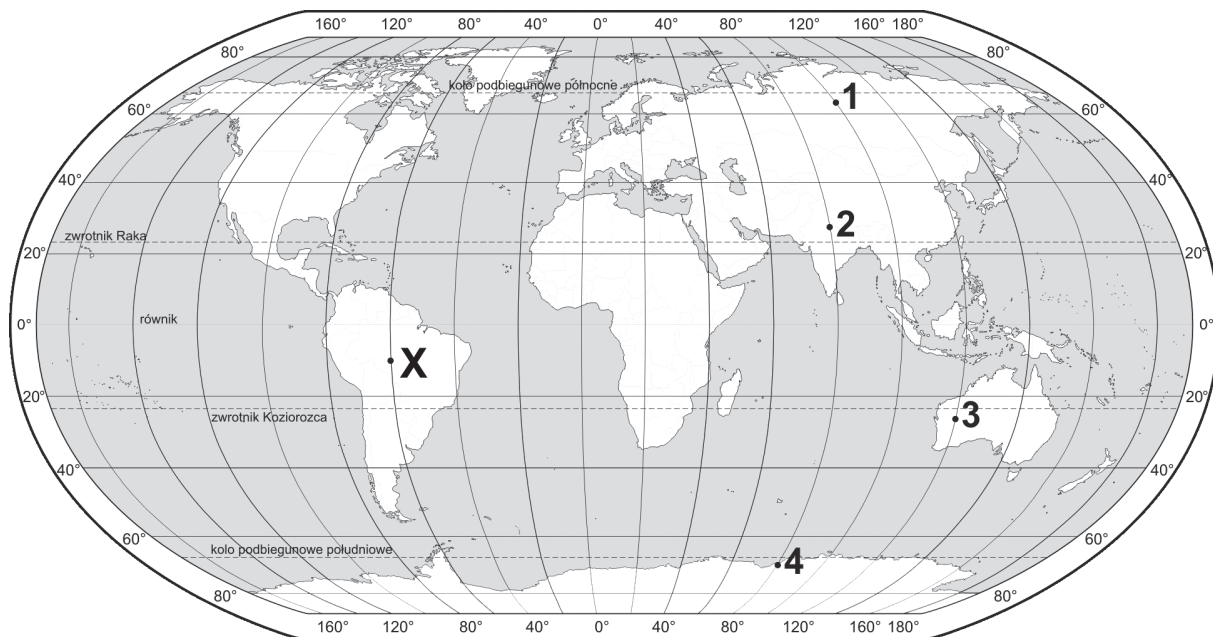 160° 120° 80° 40° 0° 40° 80° 120° 160° 180°
80° 80°
koło podbiegunowe północne
1
60° 60°
40° 40°
2
zwrotnik Raka
20° 20°
równik
0° 0°
X
20° 20°
zwrotnik Koziorożca
3
40° 40°
60° 60°
koło podbiegunowe południowe
4
80° 80°
160° 120° 80° 40° 0° 40° 80° 120° 160° 180°